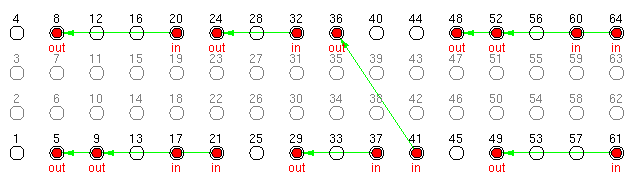 4 8 12 16 20 24 28 32 36 40 44 48 52 56 60 64
out in out in out out out in in
3 7 11 15 19 23 27 31 35 39 43 47 51 55 59 63
2 6 10 14 18 22 26 30 34 38 42 46 50 54 58 62
1 5 9 13 17 21 25 29 33 37 41 45 49 53 57 61
out out in in out in in out in